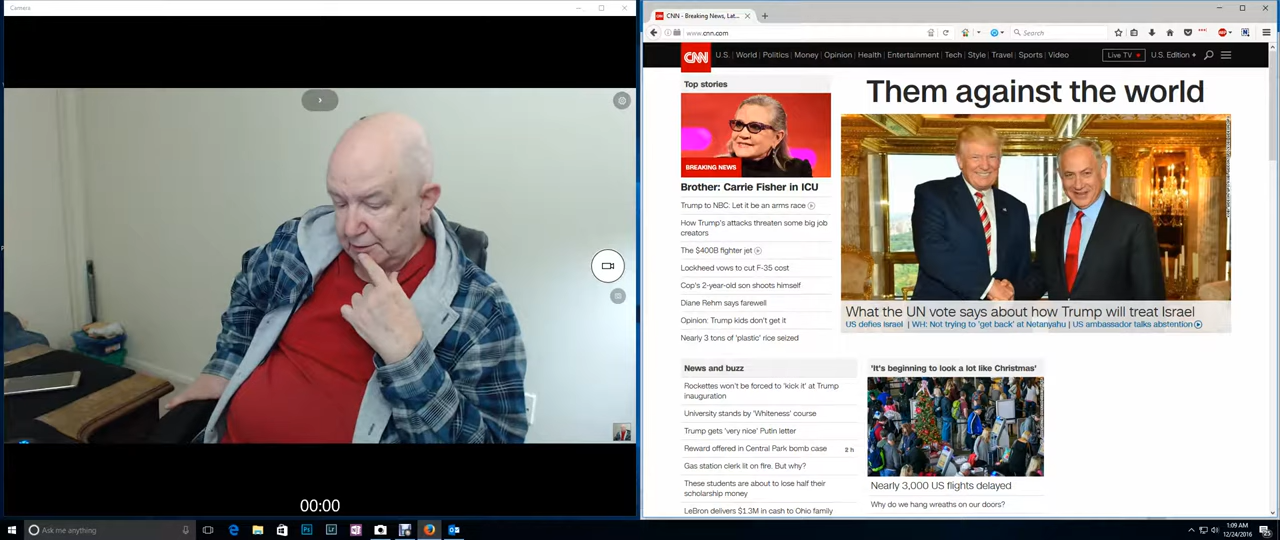 Camera
00:00
CNN - Breaking News, Lat...
www.cnn.com
Search
CNN
U.S. World Politics Money Opinion Health Entertainment Tech Style Travel Sports Video
Live TV
U.S. Edition +
Top stories
BREAKING NEWS
Brother: Carrie Fisher in ICU
Trump to NBC: Let it be an arms race
How Trump's attacks threaten some big job
creators
The $400B fighter jet
Lockheed vows to cut F-35 cost
Cop's 2-year-old son shoots himself
Diane Rehm says farewell
Opinion: Trump kids don't get it
Nearly 3 tons of 'plastic' rice seized
Them against the world
What the UN vote says about how Trump will treat Israel
US defies Israel | WH: Not trying to 'get back' at Netanyahu | US ambassador talks abstention
News and buzz
Rockettes won't be forced to 'kick it' at Trump
inauguration
University stands by 'Whiteness' course
Trump gets 'very nice' Putin letter
Reward offered in Central Park bomb case 2 h
Gas station clerk lit on fire. But why?
These students are about to lose half their
scholarship money
LeBron delivers $1.3M in cash to Ohio family
'It's beginning to look a lot like Christmas'
Nearly 3,000 US flights delayed
Why do we hang wreaths on our doors?
Ask me anything
1:09 AM
12/24/2016